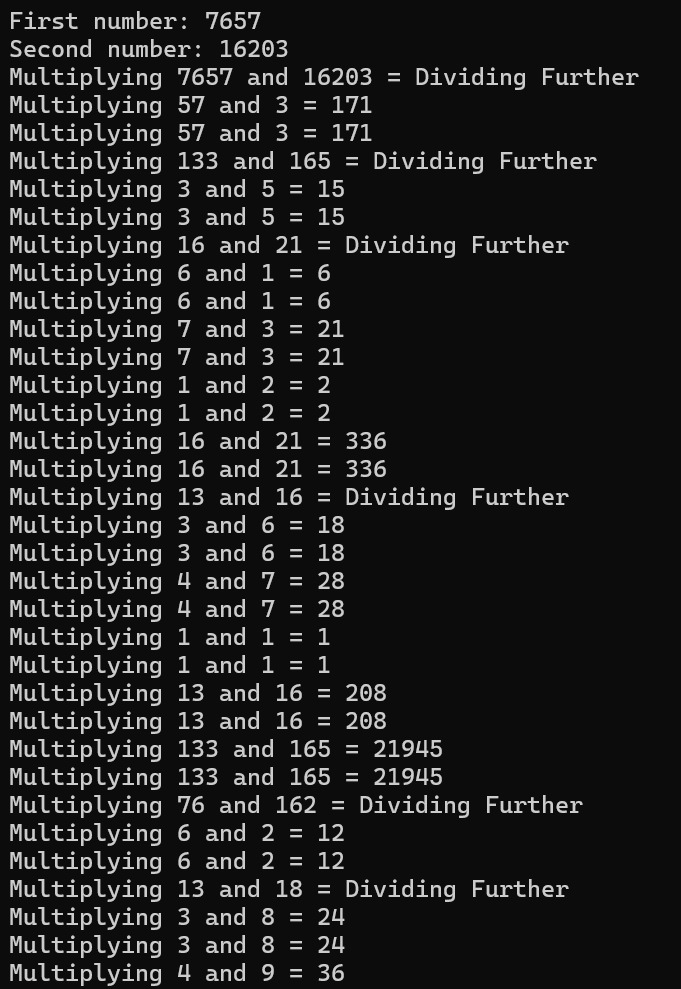 First number: 7657
Second number: 16203
Multiplying 7657 and 16203 = Dividing Further
Multiplying 57 and 3 = 171
Multiplying 57 and 3 = 171
Multiplying 133 and 165 = Dividing Further
Multiplying 3 and 5 = 15
Multiplying 3 and 5 = 15
Multiplying 16 and 21 = Dividing Further
Multiplying 6 and 1 = 6
Multiplying 6 and 1 = 6
Multiplying 7 and 3 = 21
Multiplying 7 and 3 = 21
Multiplying 1 and 2 = 2
Multiplying 1 and 2 = 2
Multiplying 16 and 21 = 336
Multiplying 16 and 21 = 336
Multiplying 13 and 16 = Dividing Further
Multiplying 3 and 6 = 18
Multiplying 3 and 6 = 18
Multiplying 4 and 7 = 28
Multiplying 4 and 7 = 28
Multiplying 1 and 1 = 1
Multiplying 1 and 1 = 1
Multiplying 13 and 16 = 208
Multiplying 13 and 16 = 208
Multiplying 133 and 165 = 21945
Multiplying 133 and 165 = 21945
Multiplying 76 and 162 = Dividing Further
Multiplying 6 and 2 = 12
Multiplying 6 and 2 = 12
Multiplying 13 and 18 = Dividing Further
Multiplying 3 and 8 = 24
Multiplying 3 and 8 = 24
Multiplying 4 and 9 = 36